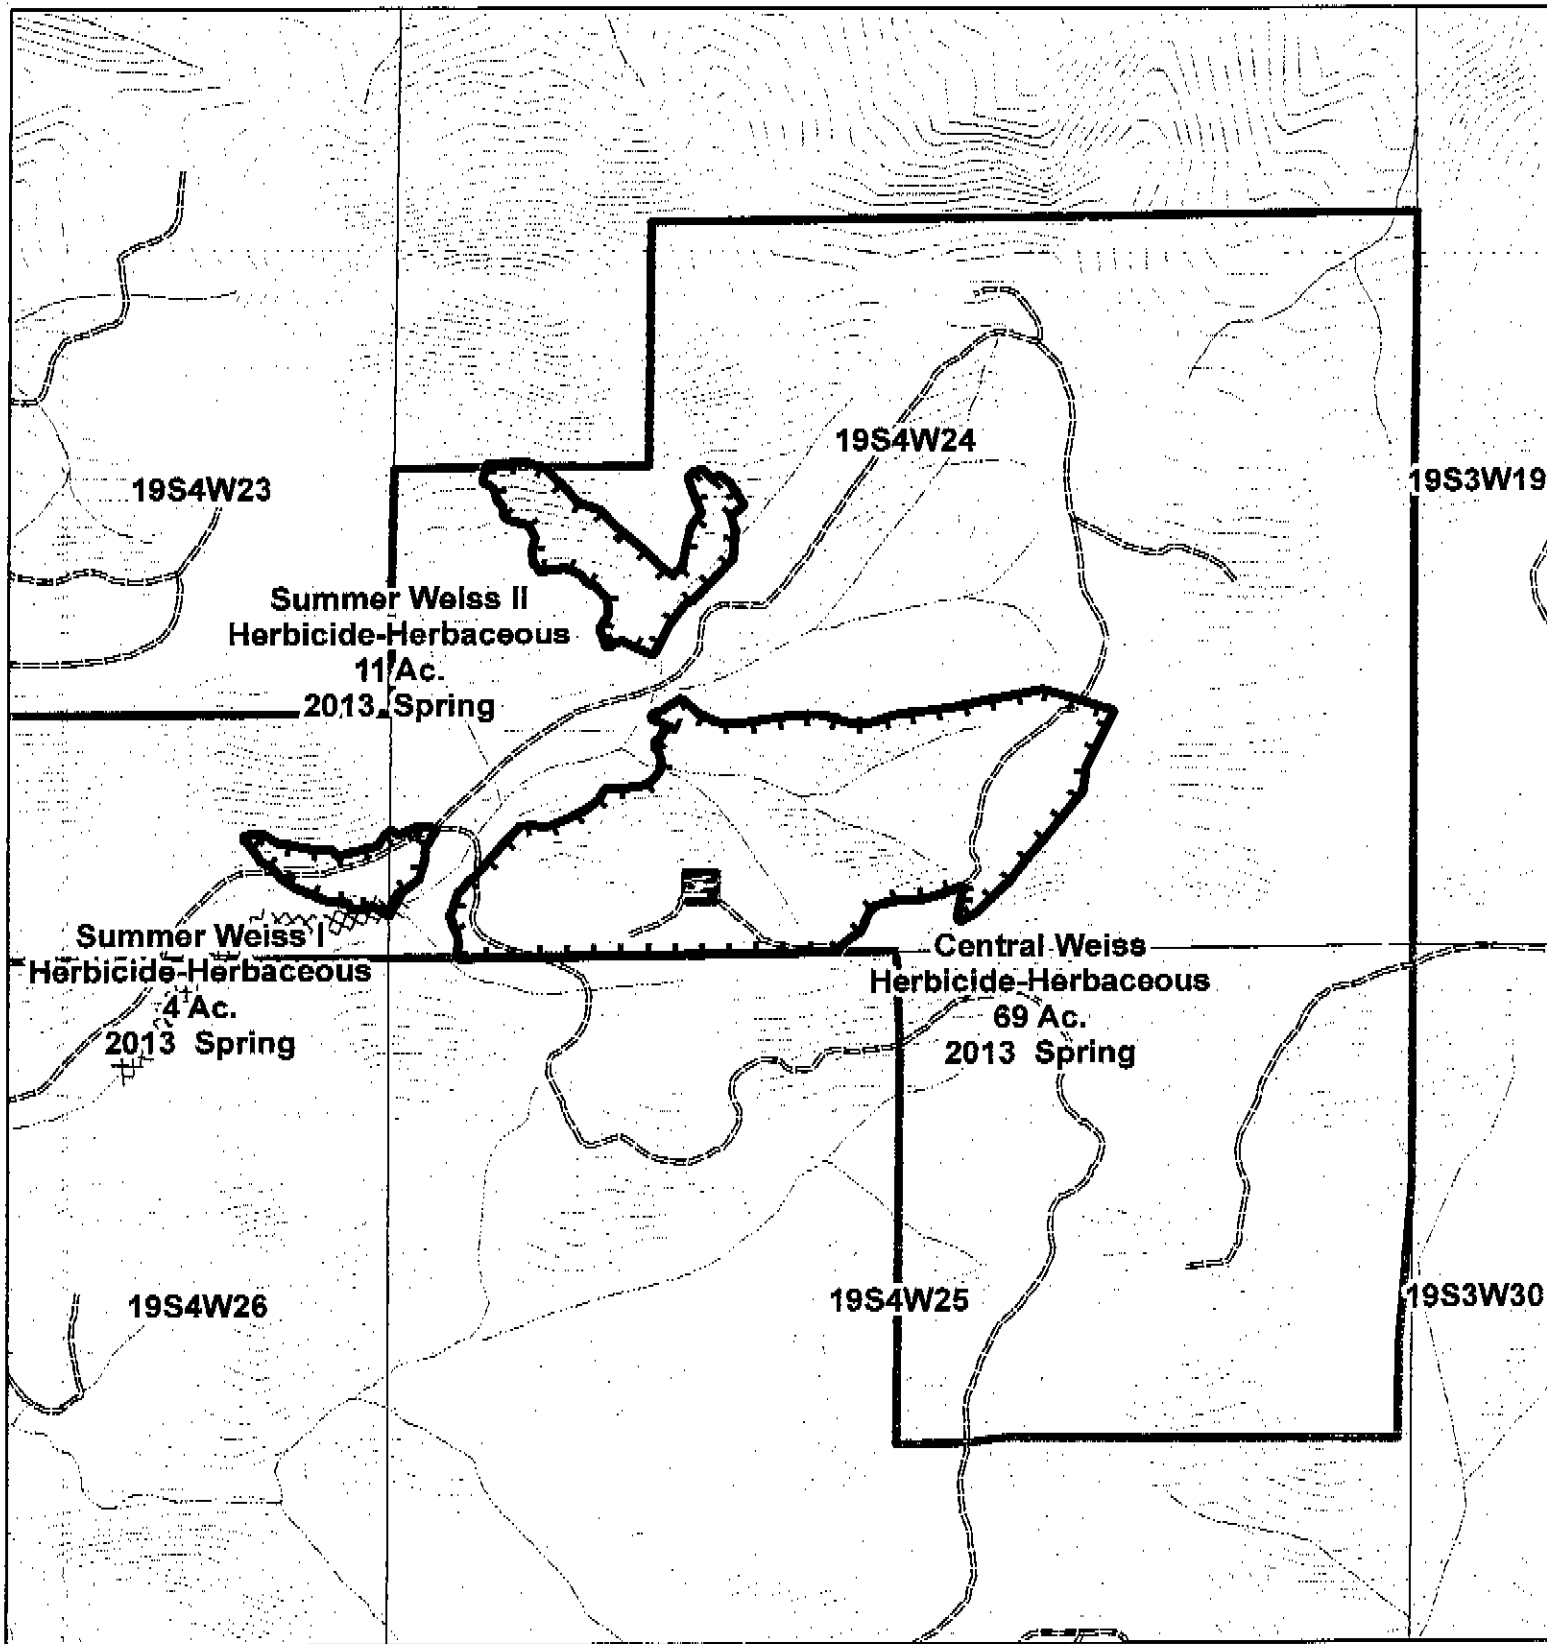 19S4W24
19S3W19
19S4W23
Summer Weiss II
Herbicide-Herbaceous
11 Ac.
2013 Spring
Summer Weiss I
Herbicide-Herbaceous
4 Ac.
2013 Spring
Central Weiss
Herbicide-Herbaceous
69 Ac.
2013 Spring
19S4W26
19S4W25
19S3W30